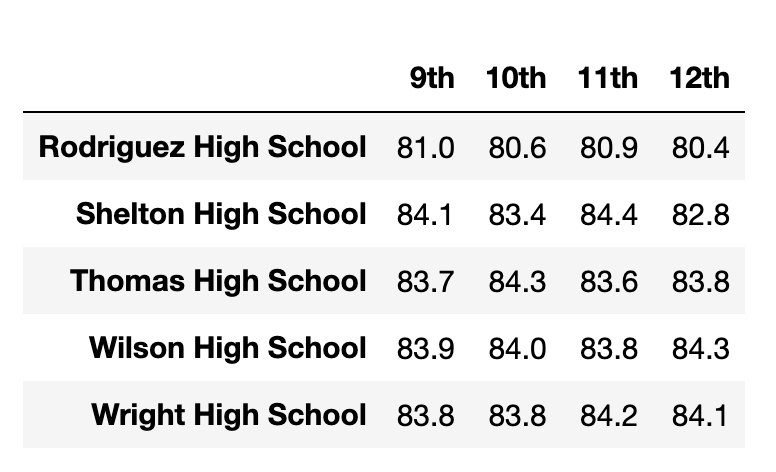 9th 10th 11th 12th
Rodriguez High School 81.0 80.6 80.9 80.4
Shelton High School 84.1 83.4 84.4 82.8
Thomas High School 83.7 84.3 83.6 83.8
Wilson High School 83.9 84.0 83.8 84.3
Wright High School 83.8 83.8 84.2 84.1